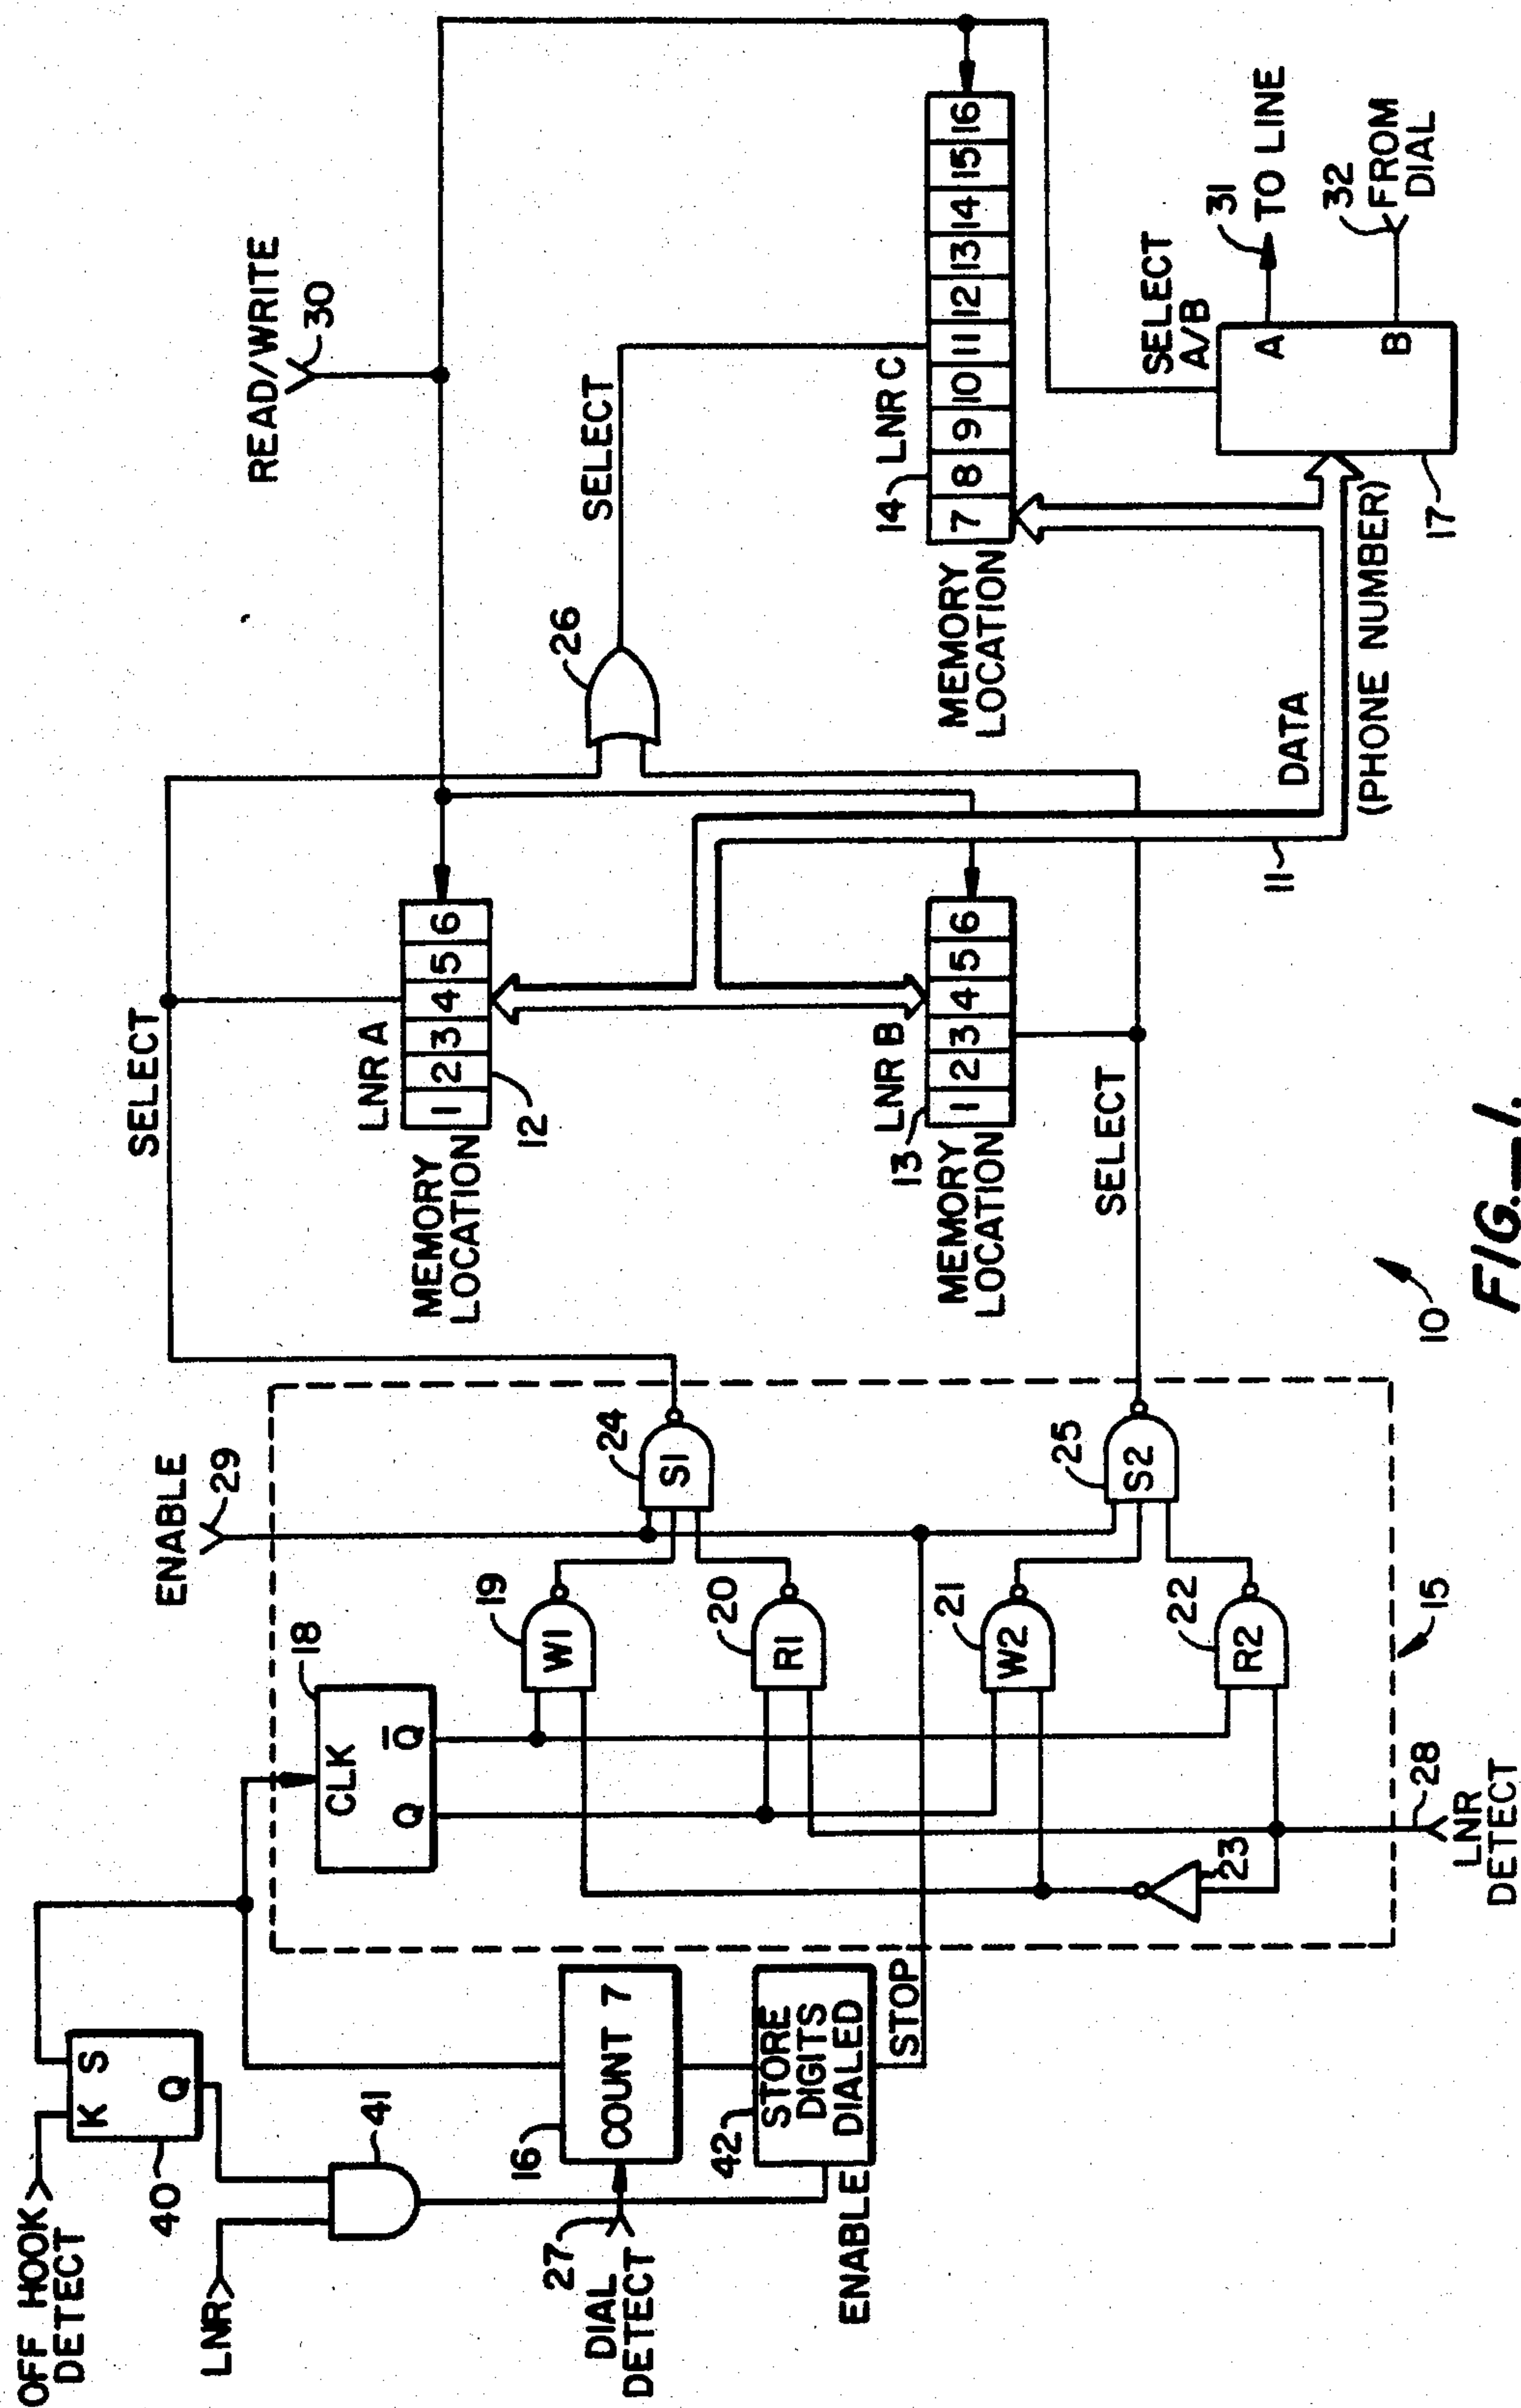 OFF HOOK
DETECT
K S
Q
40
LNR
41
27
DIAL
DETECT
16
COUNT 7
42
STORE
DIGITS
DIALED
ENABLE
STOP
ENABLE
29
18
CLK
Q Q̅
19
W1
20
R1
21
W2
22
R2
23
24
S1
25
S2
15
28
LNR
DETECT
SELECT
LNR A
1 2 3 4 5 6
MEMORY
LOCATION
12
LNR B
13
1 2 3 4 5 6
MEMORY
LOCATION
SELECT
READ/WRITE
30
26
SELECT
14 LNR C
7 8 9 10 11 12 13 14 15 16
MEMORY
LOCATION
11
DATA
(PHONE NUMBER)
SELECT
A/B
A
B
17
31
TO LINE
32
FROM
DIAL
10
FIG.—1.